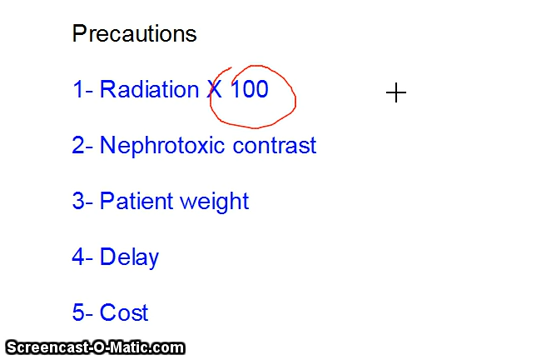 Precautions
1- Radiation X 100
2- Nephrotoxic contrast
3- Patient weight
4- Delay
5- Cost
Screencast-O-Matic.com